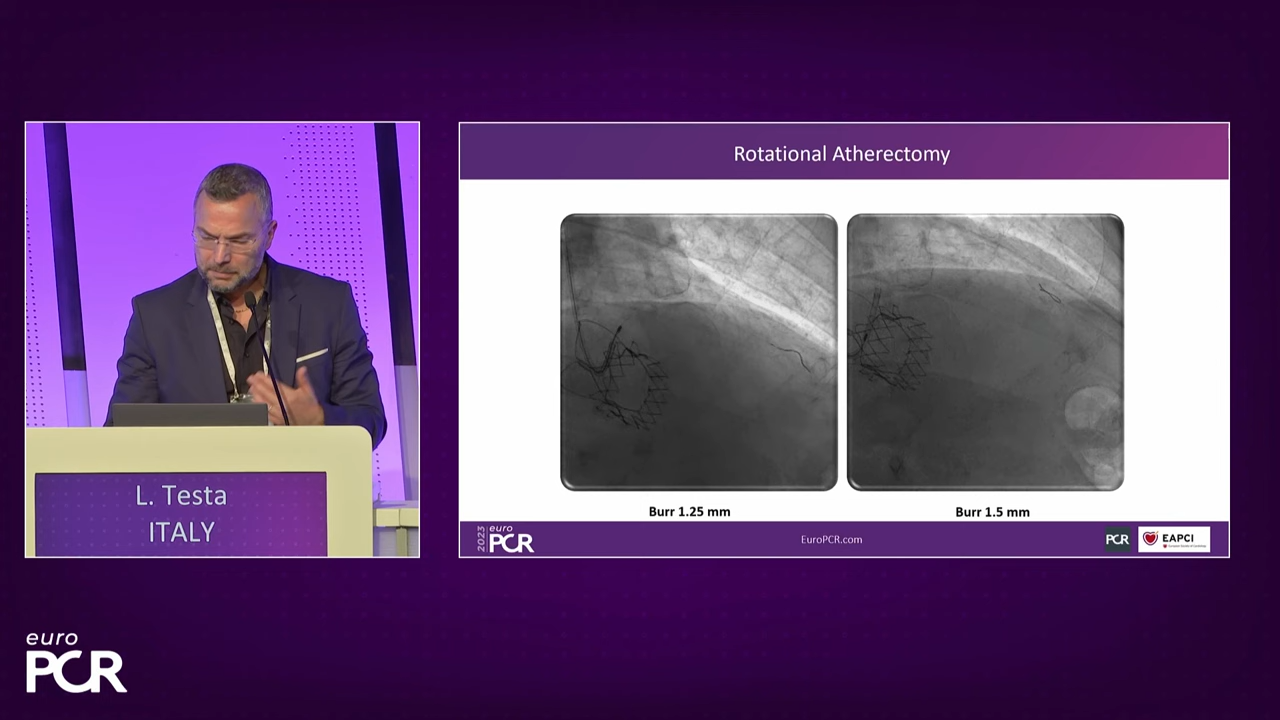 L. Testa
ITALY
Rotational Atherectomy
Burr 1.25 mm
Burr 1.5 mm
2023 euro
PCR
EuroPCR.com
PCR
EAPCI
euro
PCR